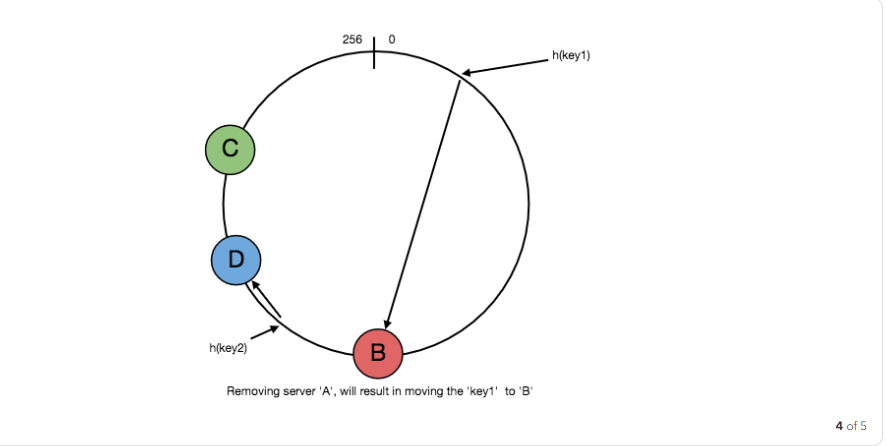 256 0
h(key1)
C
D
h(key2)
B
Removing server 'A', will result in moving the 'key1' to 'B'
4 of 5